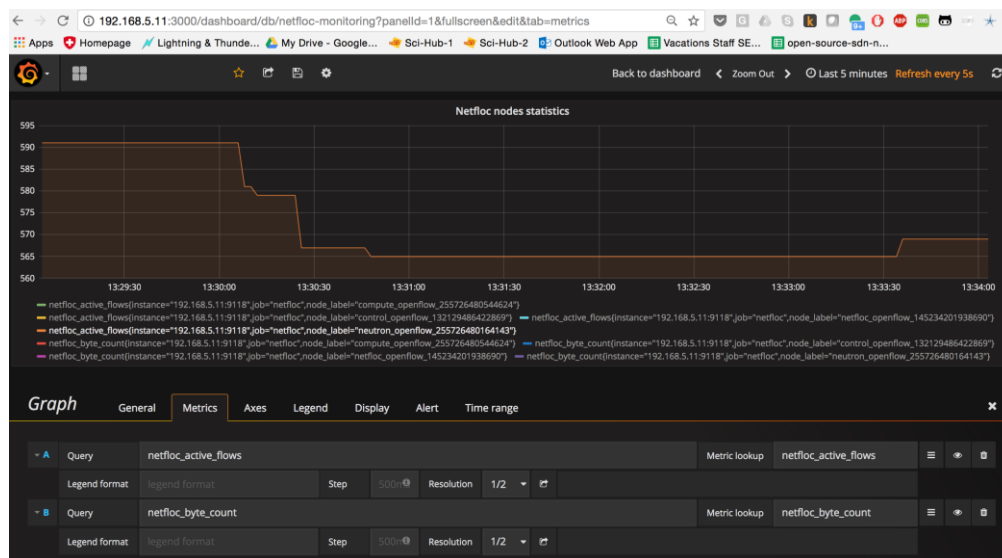 192.168.5.11:3000/dashboard/db/netfloc-monitoring?panelId=1&fullscreen&edit&tab=metrics
Apps Homepage Lightning & Thunde... My Drive - Google... Sci-Hub-1 Sci-Hub-2 Outlook Web App Vacations Staff SE... open-source-sdn-n...
Back to dashboard Zoom Out Last 5 minutes Refresh every 5s
Netfloc nodes statistics
595
590
585
580
575
570
565
560
13:29:30 13:30:00 13:30:30 13:31:00 13:31:30 13:32:00 13:32:30 13:33:00 13:33:30 13:34:00
netfloc_active_flows{instance="192.168.5.11:9118",job="netfloc",node_label="compute_openflow_255726480544624"}
netfloc_active_flows{instance="192.168.5.11:9118",job="netfloc",node_label="control_openflow_132129486422869"} netfloc_active_flows{instance="192.168.5.11:9118",job="netfloc",node_label="netfloc_openflow_145234201938690"}
netfloc_active_flows{instance="192.168.5.11:9118",job="netfloc",node_label="neutron_openflow_255726480164143"}
netfloc_byte_count{instance="192.168.5.11:9118",job="netfloc",node_label="compute_openflow_255726480544624"} netfloc_byte_count{instance="192.168.5.11:9118",job="netfloc",node_label="control_openflow_132129486422869"}
netfloc_byte_count{instance="192.168.5.11:9118",job="netfloc",node_label="netfloc_openflow_145234201938690"} netfloc_byte_count{instance="192.168.5.11:9118",job="netfloc",node_label="neutron_openflow_255726480164143"}
Graph General Metrics Axes Legend Display Alert Time range
A Query netfloc_active_flows Metric lookup netfloc_active_flows
Legend format legend format Step Resolution 1/2
B Query netfloc_byte_count Metric lookup netfloc_byte_count
Legend format legend format Step Resolution 1/2